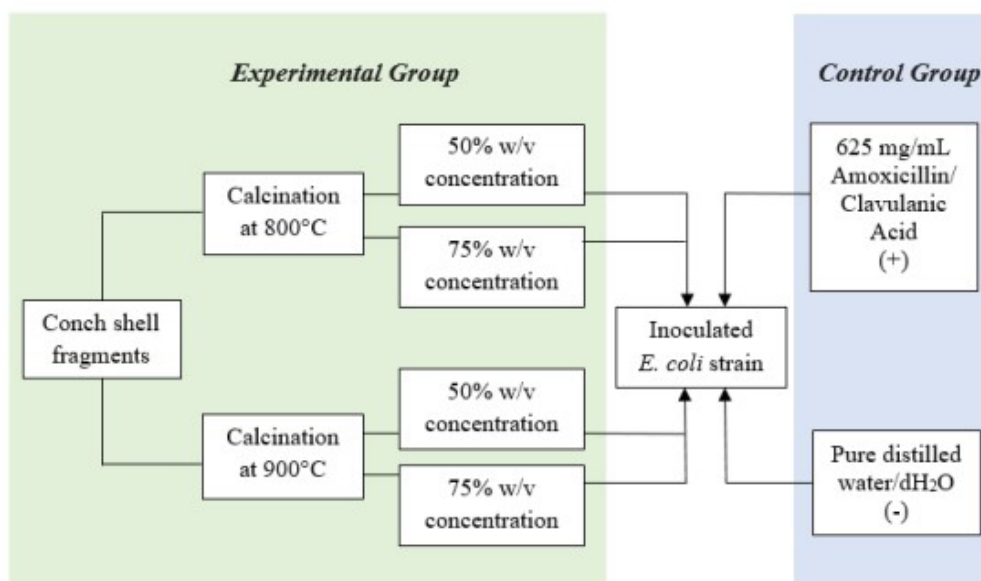 Experimental Group
Control Group
50% w/v
concentration
625 mg/mL
Amoxicillin/
Clavulanic
Acid
(+)
Calcination
at 800°C
75% w/v
concentration
Conch shell
fragments
Inoculated
E. coli strain
50% w/v
concentration
Calcination
at 900°C
75% w/v
concentration
Pure distilled
water/dH₂O
(-)